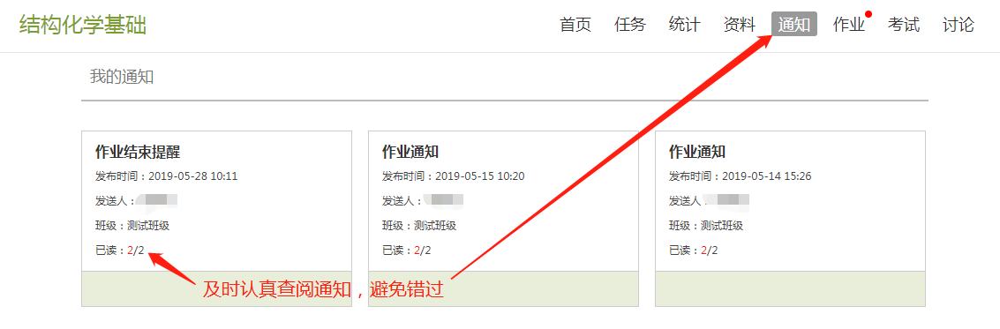 结构化学基础
首页 任务 统计 资料 通知 作业 考试 讨论
我的通知
作业结束提醒
发布时间：2019-05-28 10:11
发送人：
班级：测试班级
已读：2/2
作业通知
发布时间：2019-05-15 10:20
发送人：
班级：测试班级
已读：2/2
作业通知
发布时间：2019-05-14 15:26
发送人：
班级：测试班级
已读：2/2
及时认真查阅通知，避免错过